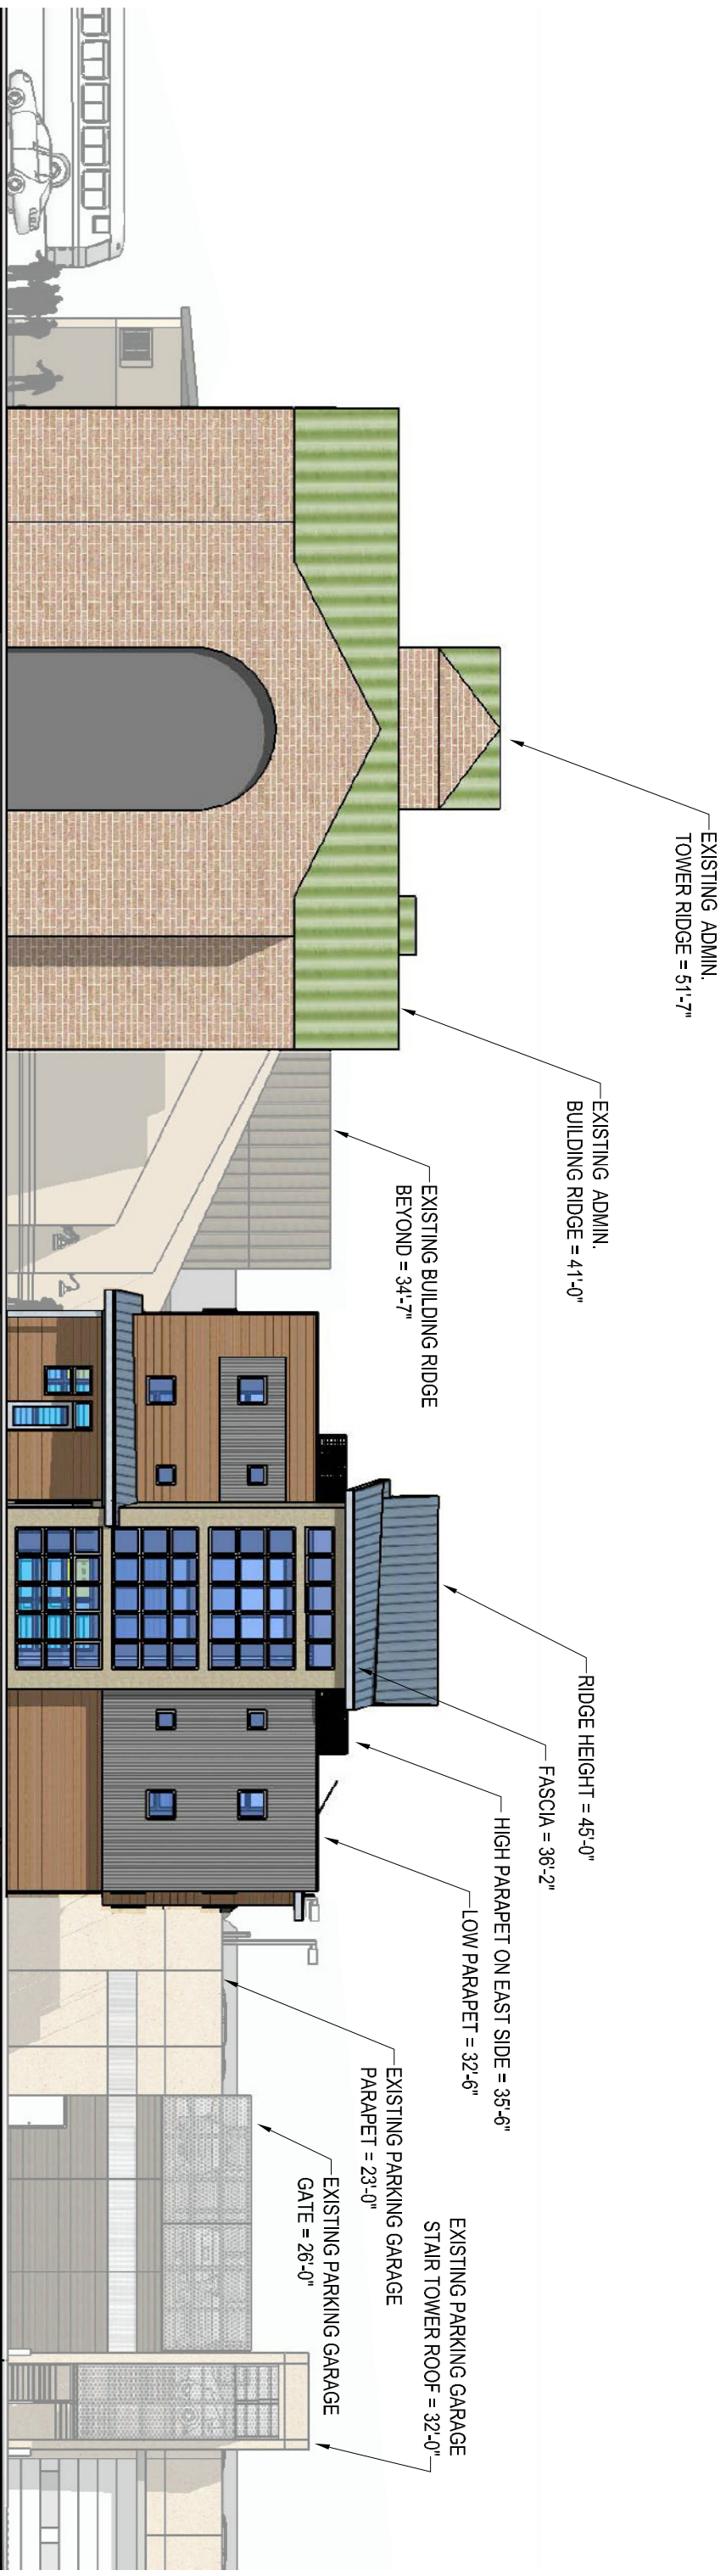 EXISTING ADMIN.
TOWER RIDGE = 51'-7"
EXISTING ADMIN.
BUILDING RIDGE = 41'-0"
EXISTING BUILDING RIDGE
BEYOND = 34'-7"
RIDGE HEIGHT = 45'-0"
FASCIA = 36'-2"
HIGH PARAPET ON EAST SIDE = 35'-6"
LOW PARAPET = 32'-6"
EXISTING PARKING GARAGE
PARAPET = 23'-0"
EXISTING PARKING GARAGE
GATE = 26'-0"
EXISTING PARKING GARAGE
STAIR TOWER ROOF = 32'-0"